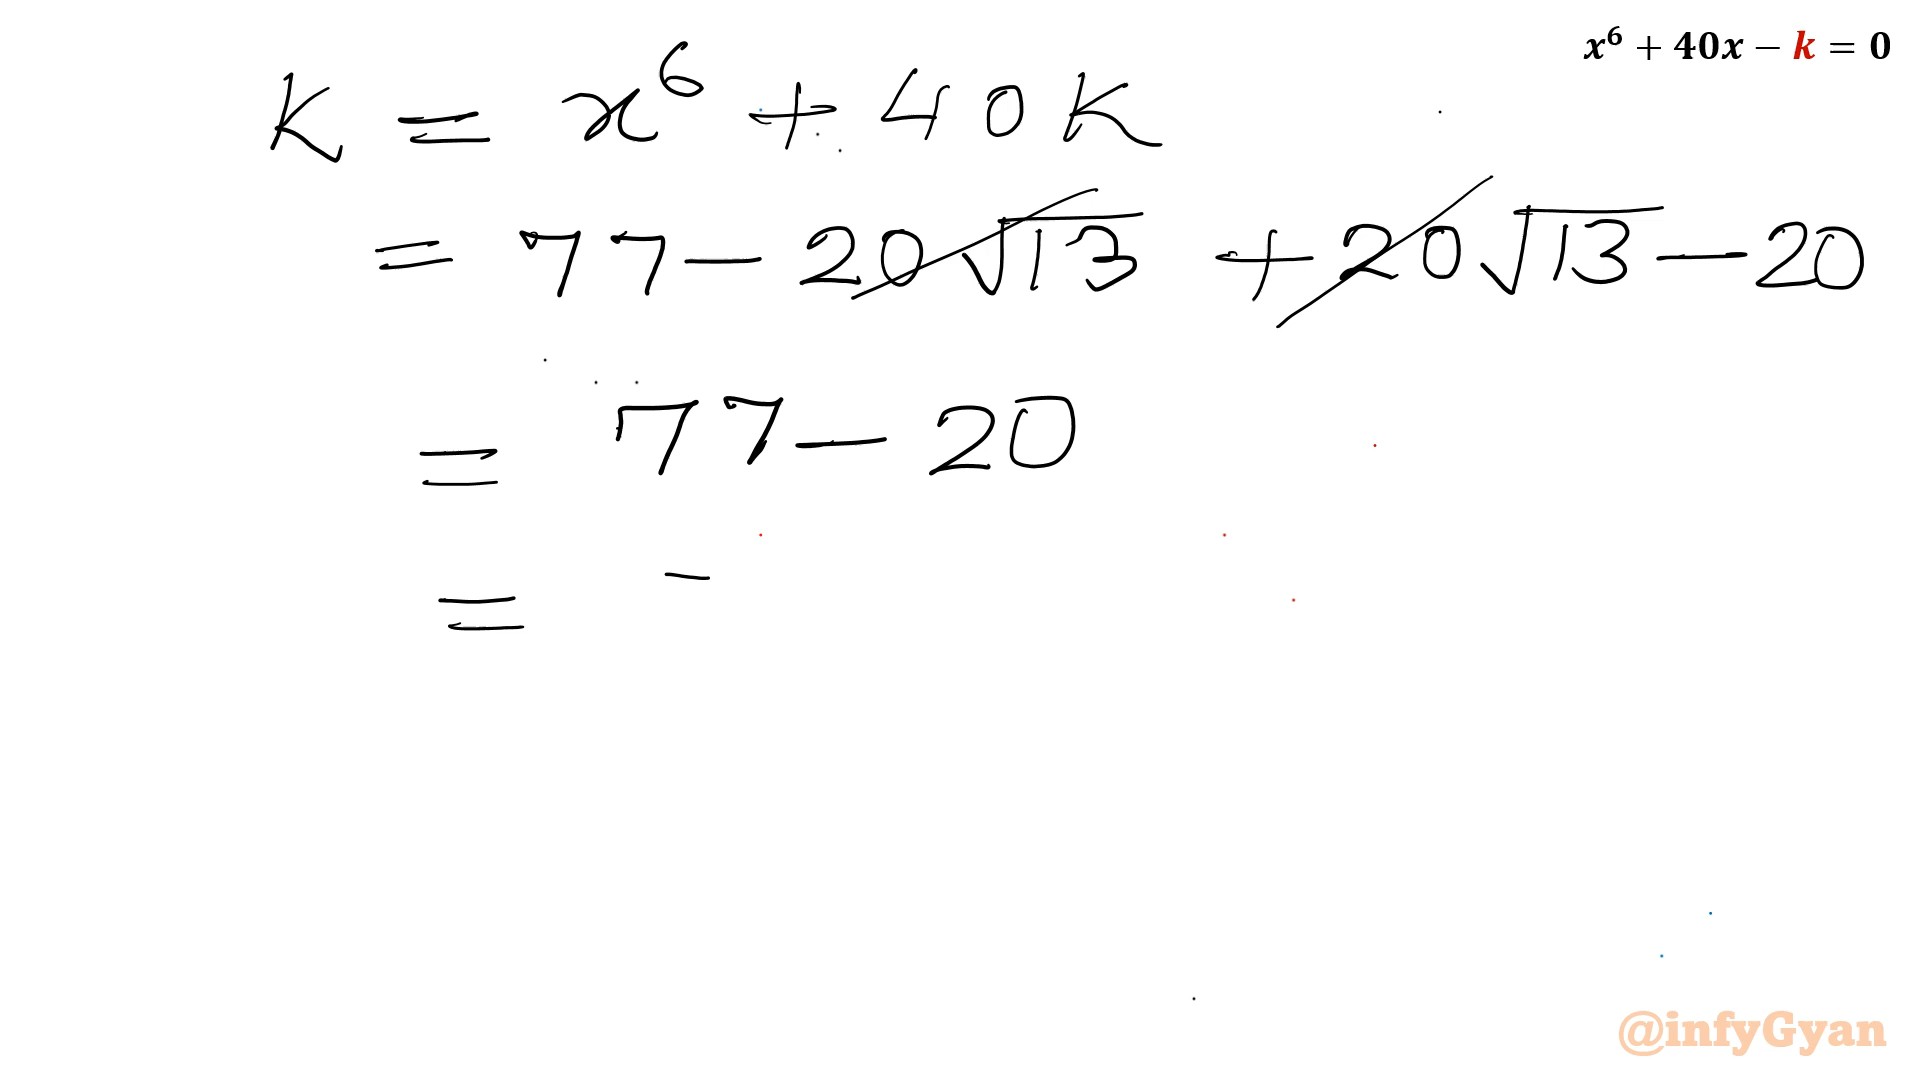 x⁶ + 40x − k = 0
K = x⁶ + 40K
= 77 − 20√13 + 20√13 − 20
= 77 − 20
=
@infyGyan